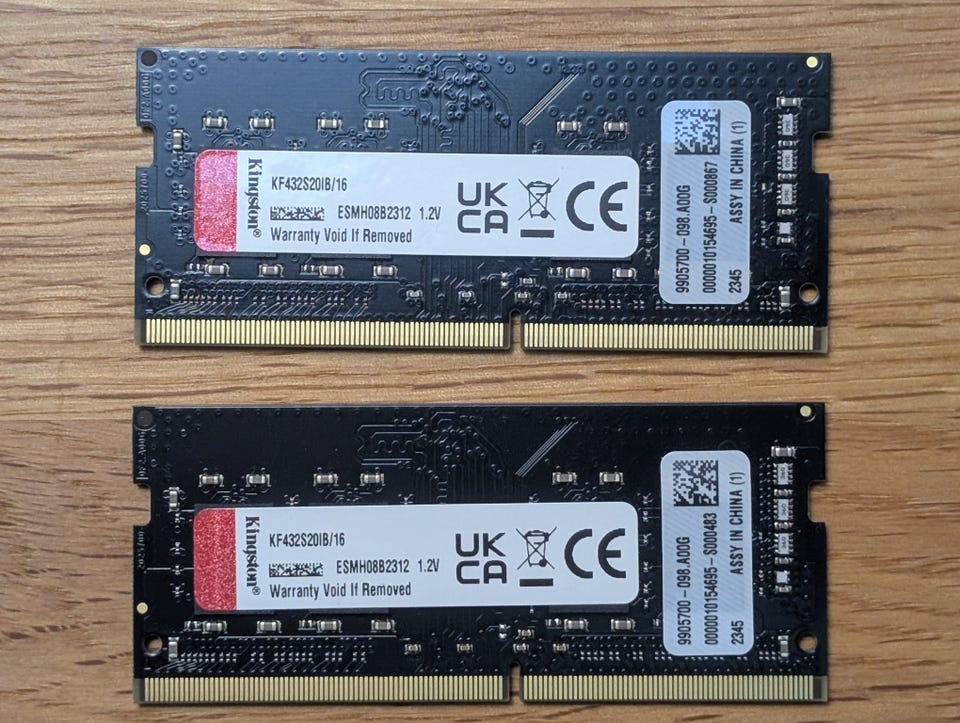 Kingston®
KF432S20IB/16
ESMH08B2312 1.2V
Warranty Void If Removed
UK
CA
CE
9905700-098.A00G
0000010154695-S000867
ASSY IN CHINA (1)
2345
2025700
Kingston®
KF432S20IB/16
ESMH08B2312 1.2V
Warranty Void If Removed
UK
CA
CE
9905700-098.A00G
0000010154695-S000483
ASSY IN CHINA (1)
2345
2025700